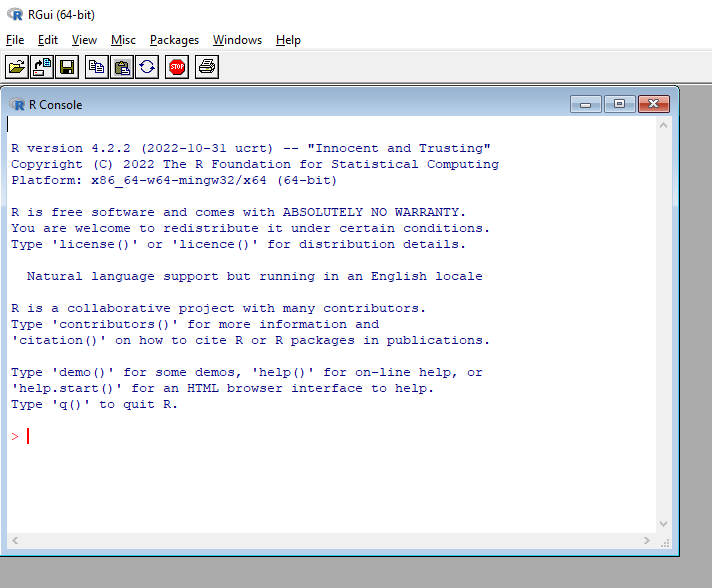 RGui (64-bit)
File Edit View Misc Packages Windows Help
STOP
R Console
R version 4.2.2 (2022-10-31 ucrt) -- "Innocent and Trusting"
Copyright (C) 2022 The R Foundation for Statistical Computing
Platform: x86_64-w64-mingw32/x64 (64-bit)
R is free software and comes with ABSOLUTELY NO WARRANTY.
You are welcome to redistribute it under certain conditions.
Type 'license()' or 'licence()' for distribution details.
Natural language support but running in an English locale
R is a collaborative project with many contributors.
Type 'contributors()' for more information and
'citation()' on how to cite R or R packages in publications.
Type 'demo()' for some demos, 'help()' for on-line help, or
'help.start()' for an HTML browser interface to help.
Type 'q()' to quit R.
>